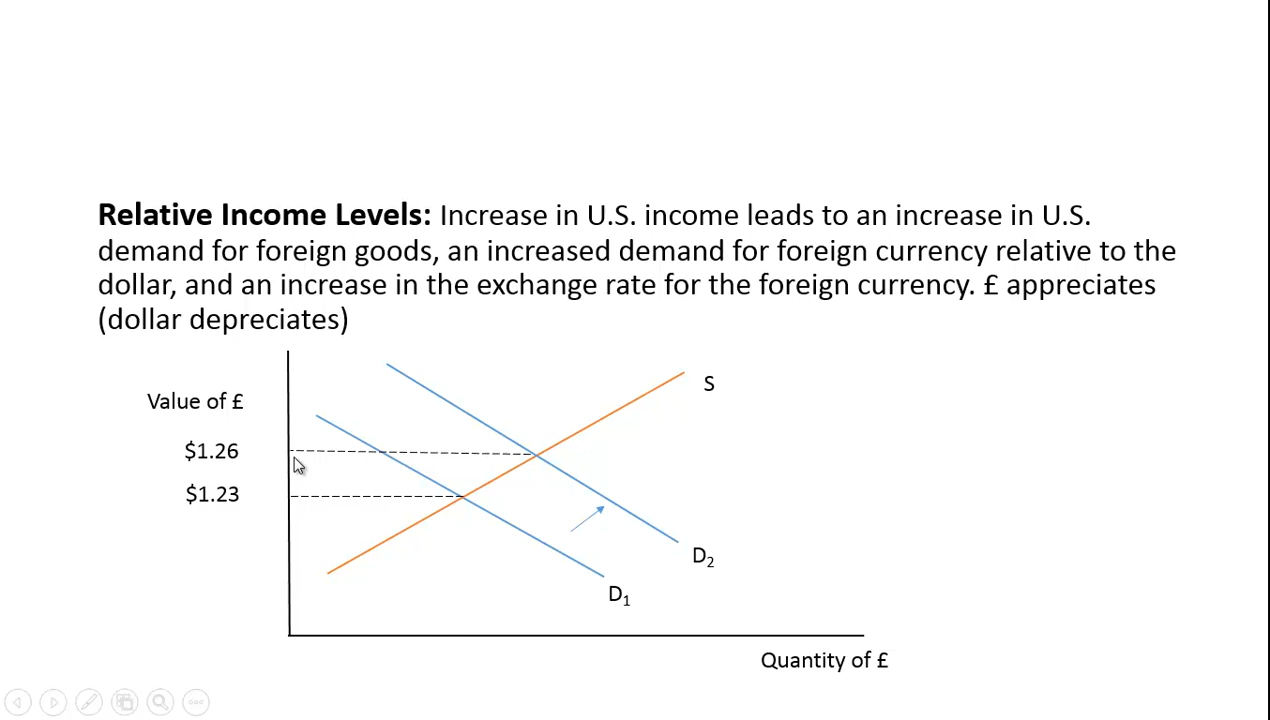 Relative Income Levels: Increase in U.S. income leads to an increase in U.S.
demand for foreign goods, an increased demand for foreign currency relative to the
dollar, and an increase in the exchange rate for the foreign currency. £ appreciates
(dollar depreciates)
S
Value of £
$1.26
$1.23
D₂
D₁
Quantity of £